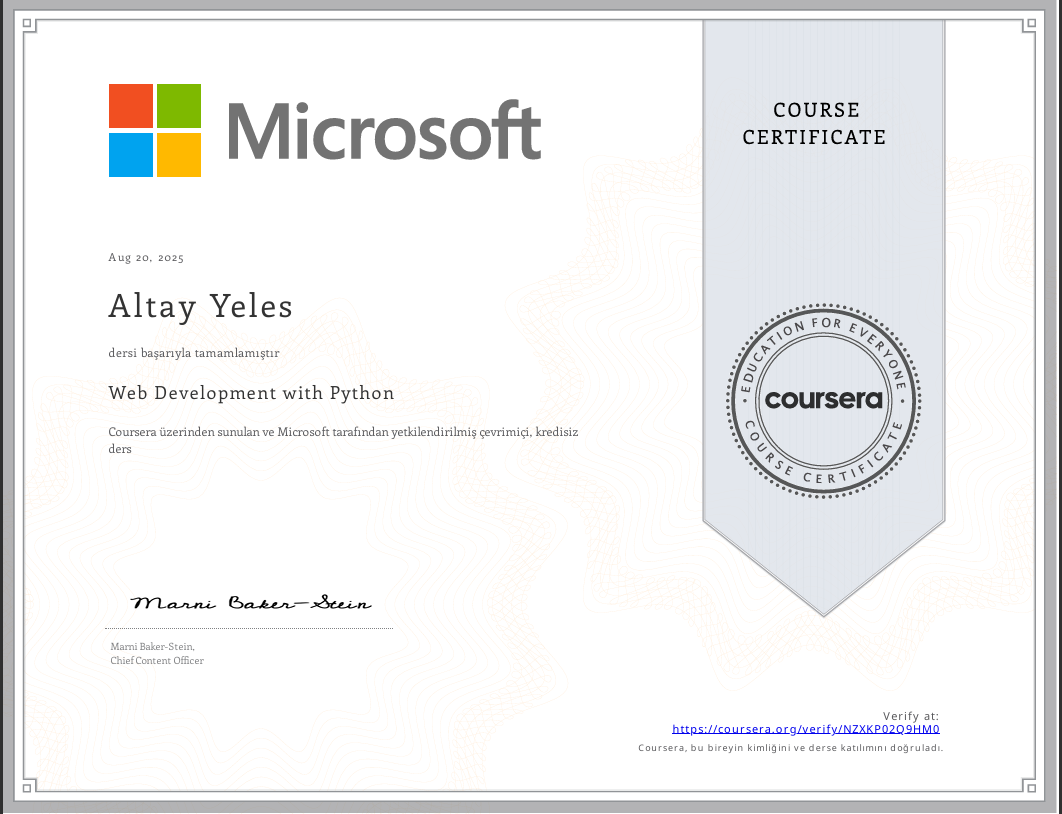 Microsoft
COURSE
CERTIFICATE
Aug 20, 2025
Altay Yeles
dersi başarıyla tamamlamıştır
Web Development with Python
Coursera üzerinden sunulan ve Microsoft tarafından yetkilendirilmiş çevrimiçi, kredisiz
ders
EDUCATION FOR EVERYONE
coursera
COURSE CERTIFICATE
Marni Baker-Stein
Marni Baker-Stein,
Chief Content Officer
Verify at:
https://coursera.org/verify/NZXKP02Q9HM0
Coursera, bu bireyin kimliğini ve derse katılımını doğruladı.